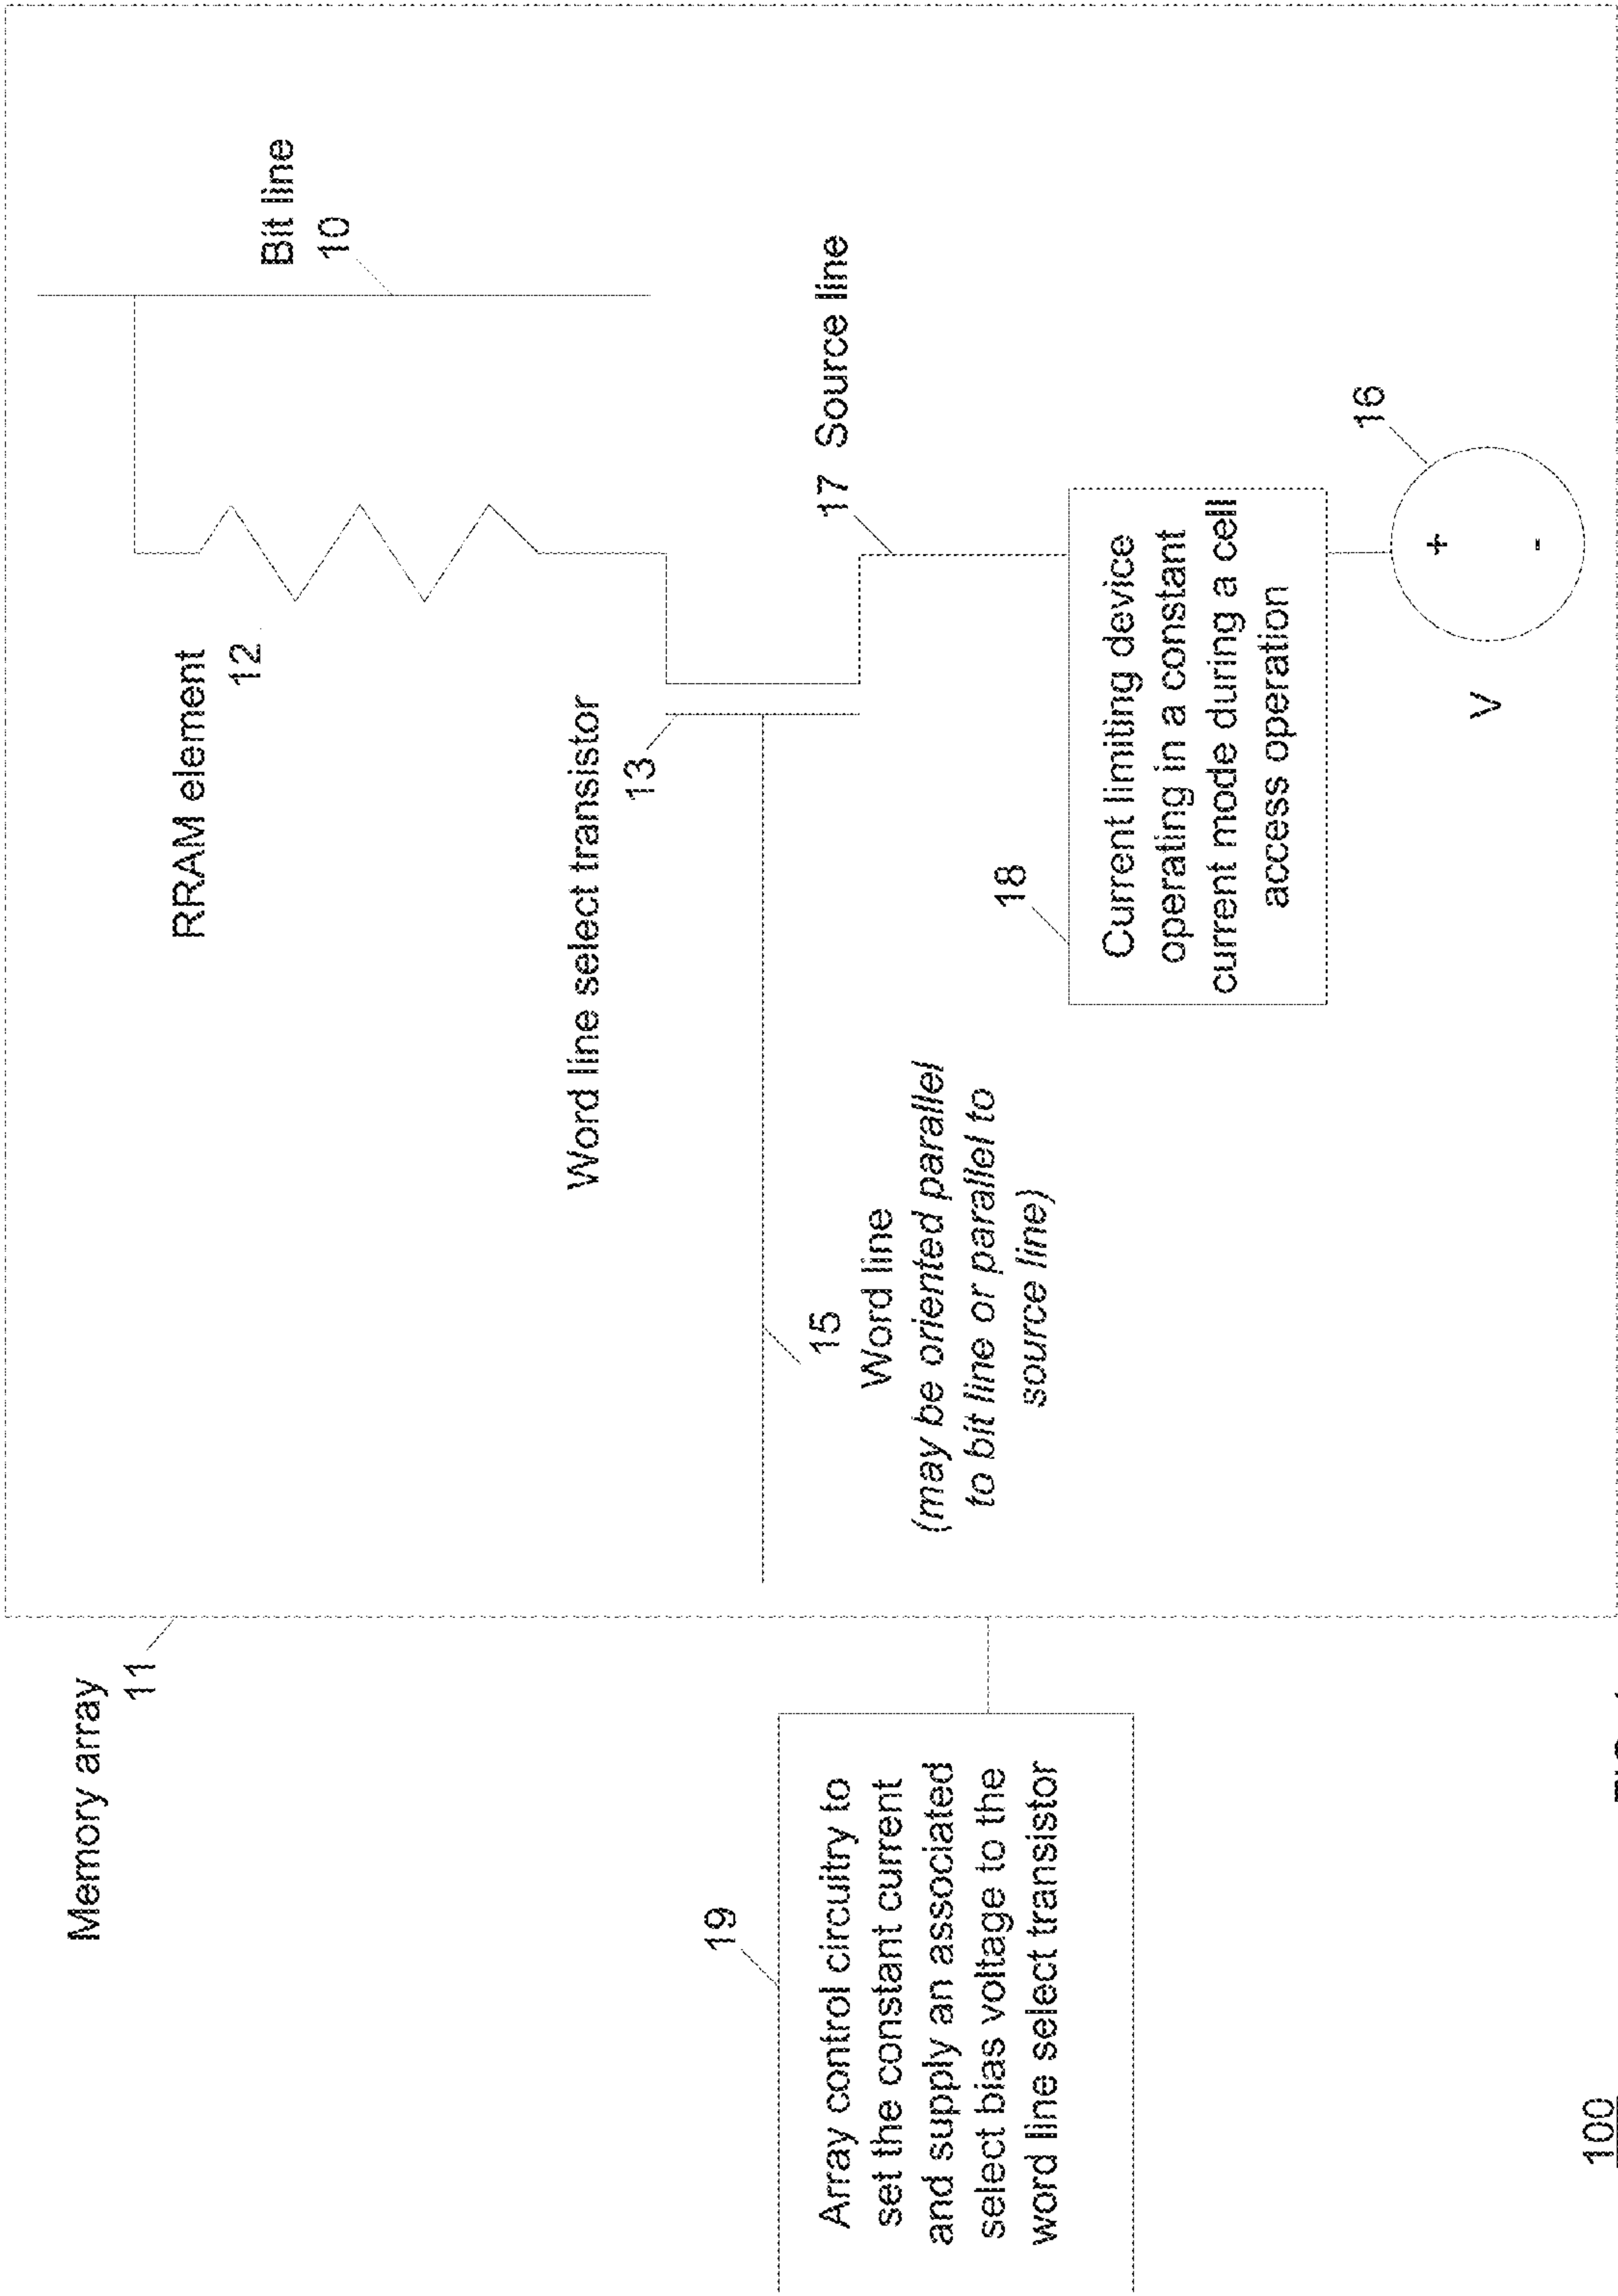 Memory array
11
RRAM element
12
Bit line
10
Word line select transistor
13
17 Source line
15
Word line
(may be oriented parallel
to bit line or parallel to
source line)
18
Current limiting device
operating in a constant
current mode during a cell
access operation
16
+
-
V
19
Array control circuitry to
set the constant current
and supply an associated
select bias voltage to the
word line select transistor
100